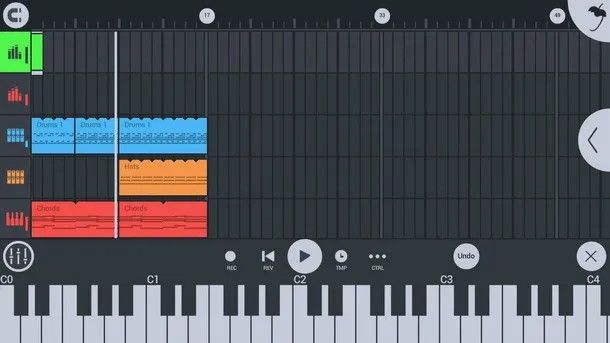 17 33 49
Drums 1 Drums 1 Drums 1
Hats
Chords Chords
REC REV TMP CTRL Undo
C0 C1 C2 C3 C4